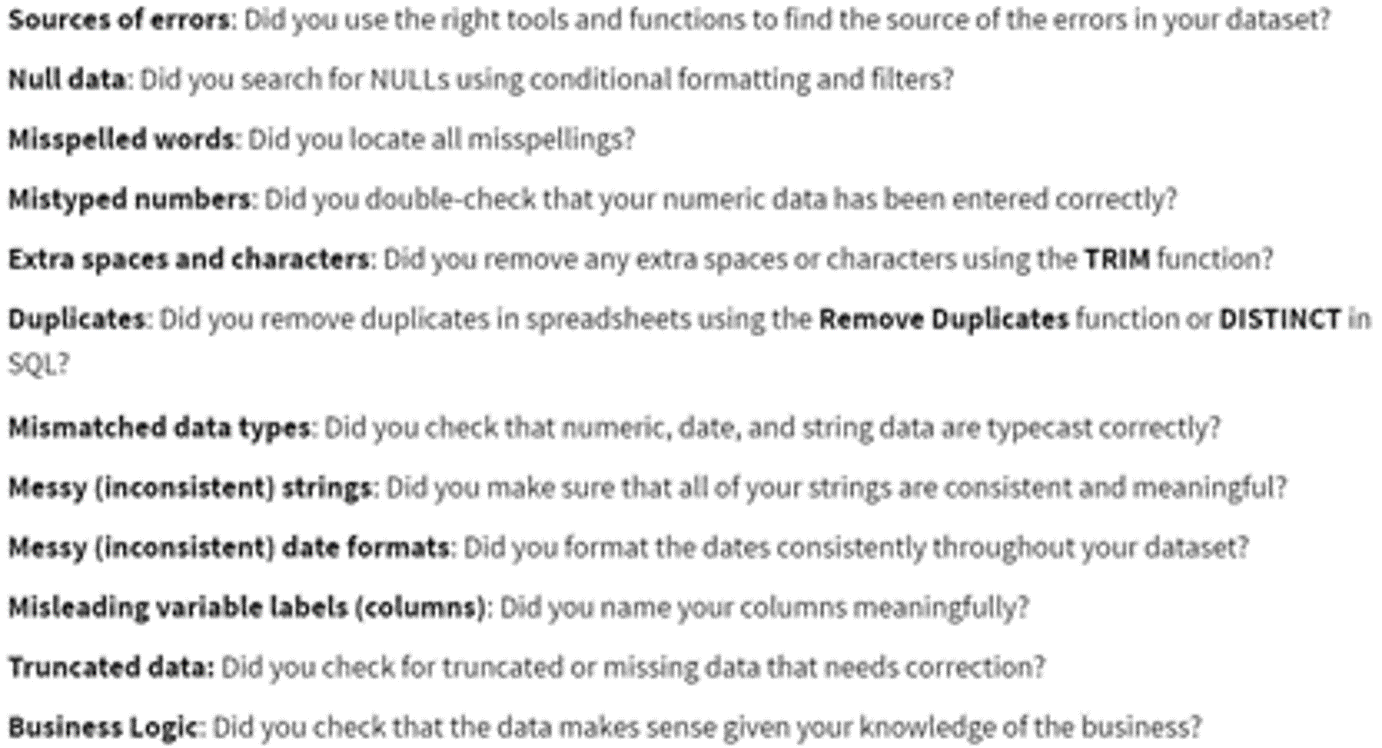 Sources of errors: Did you use the right tools and functions to find the source of the errors in your dataset?
Null data: Did you search for NULLs using conditional formatting and filters?
Misspelled words: Did you locate all misspellings?
Mistyped numbers: Did you double-check that your numeric data has been entered correctly?
Extra spaces and characters: Did you remove any extra spaces or characters using the TRIM function?
Duplicates: Did you remove duplicates in spreadsheets using the Remove Duplicates function or DISTINCT in
SQL?
Mismatched data types: Did you check that numeric, date, and string data are typecast correctly?
Messy (inconsistent) strings: Did you make sure that all of your strings are consistent and meaningful?
Messy (inconsistent) date formats: Did you format the dates consistently throughout your dataset?
Misleading variable labels (columns): Did you name your columns meaningfully?
Truncated data: Did you check for truncated or missing data that needs correction?
Business Logic: Did you check that the data makes sense given your knowledge of the business?